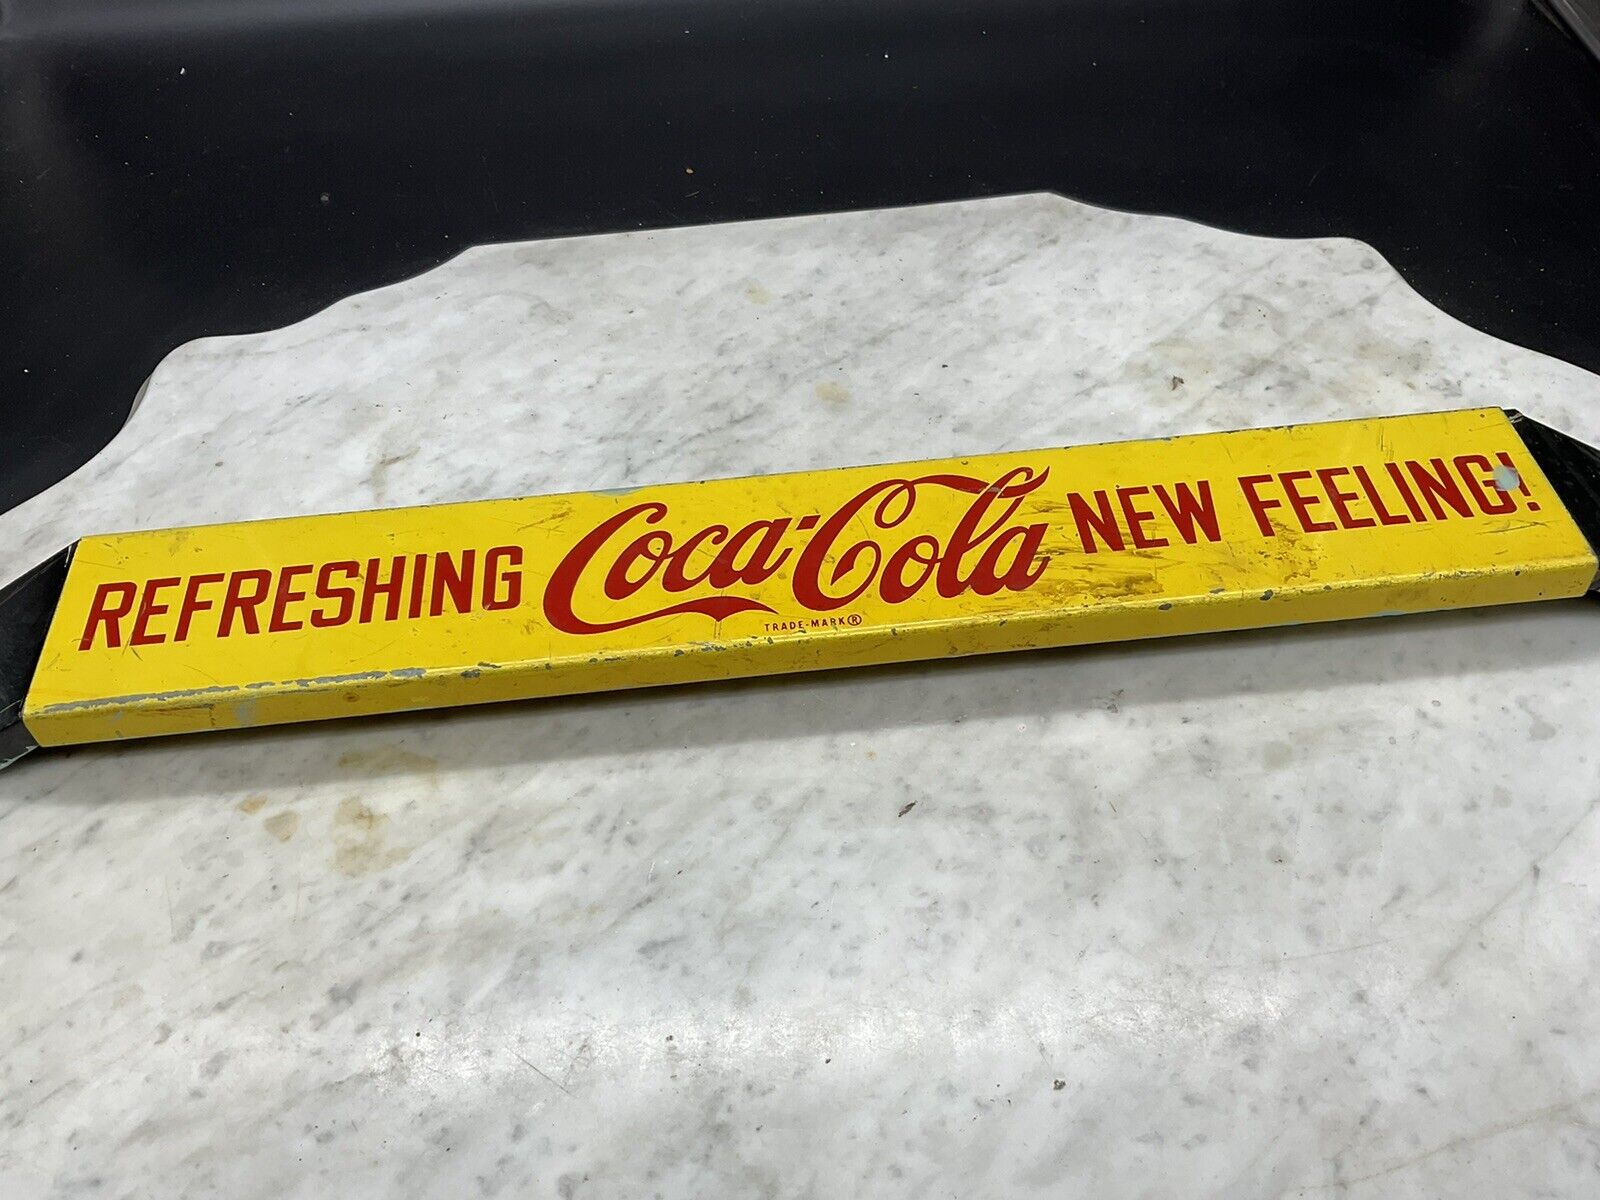 REFRESHING Coca-Cola NEW FEELING!
TRADE-MARK®